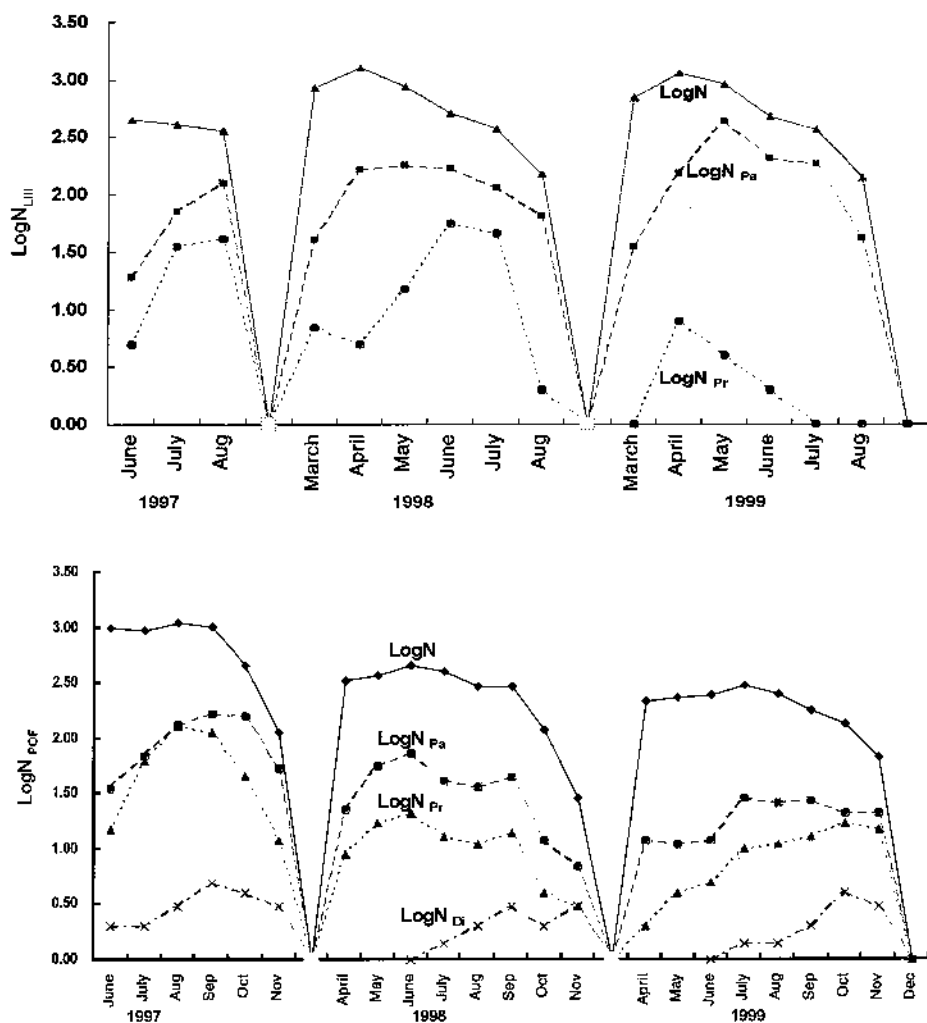 3.50
3.00
2.50
2.00
1.50
1.00
0.50
0.00
LogN LIII
LogN
LogN Pa
LogN Pr
June July Aug March April May June July Aug March April May June July Aug
1997 1998 1999
3.50
3.00
2.50
2.00
1.50
1.00
0.50
0.00
LogN POF
LogN
LogN Pa
LogN Pr
LogN Di
June July Aug Sep Oct Nov April May June July Aug Sep Oct Nov April May June July Aug Sep Oct Nov Dec
1997 1998 1999